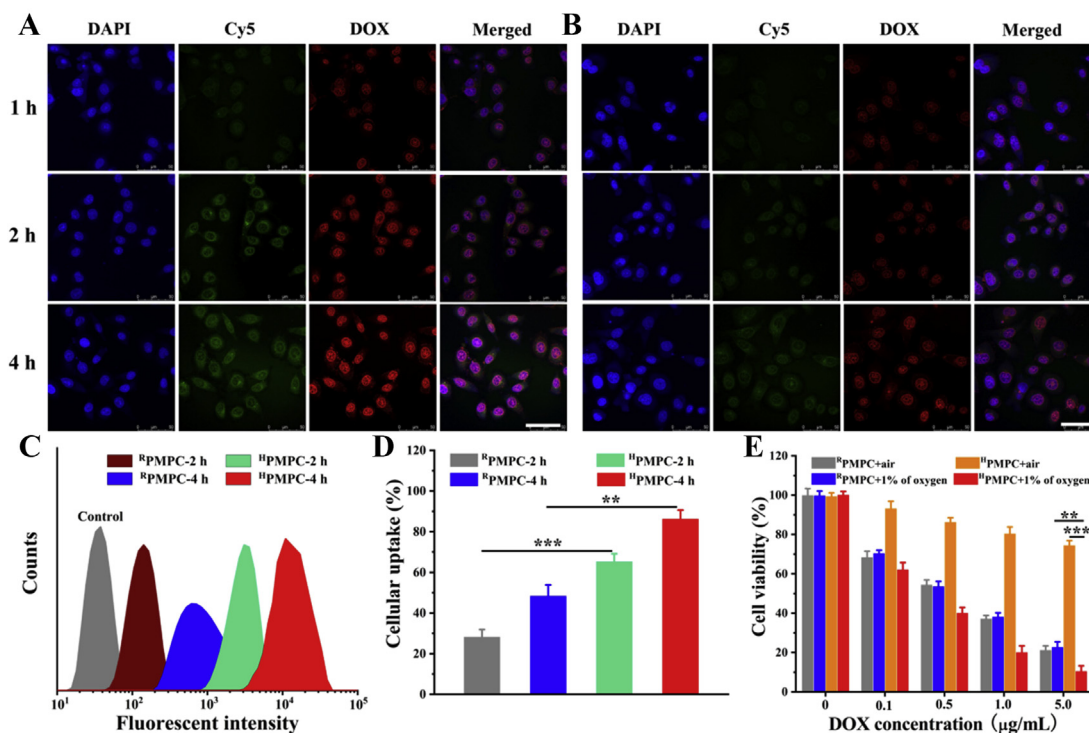 A DAPI Cy5 DOX Merged B DAPI Cy5 DOX Merged
1 h
2 h
4 h
C
RPMPC-2 h HPMPC-2 h
RPMPC-4 h HPMPC-4 h
Control
Counts
10¹ 10² 10³ 10⁴ 10⁵
Fluorescent intensity
D
RPMPC-2 h HPMPC-2 h
RPMPC-4 h HPMPC-4 h
**
***
Cellular uptake (%)
120
100
80
60
40
20
0
E
RPMPC+air HPMPC+air
RPMPC+1% of oxygen HPMPC+1% of oxygen
**
***
Cell viability (%)
120
100
80
60
40
20
0
0 0.1 0.5 1.0 5.0
DOX concentration (μg/mL)